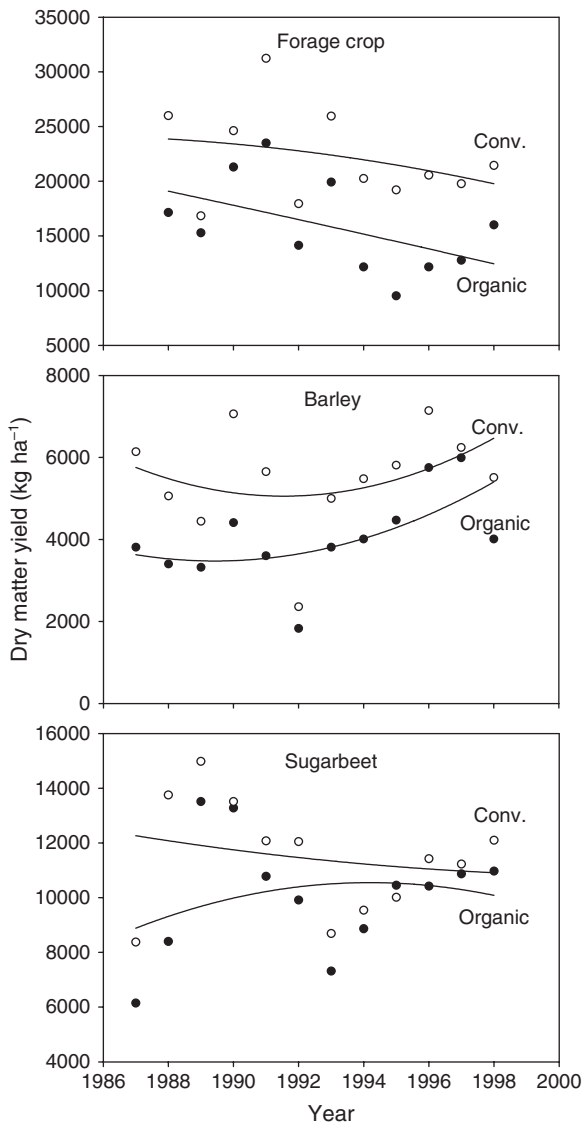 35000
Forage crop
30000
25000
Conv.
20000
15000
Organic
10000
5000
8000
Barley
Conv.
6000
Organic
4000
2000
0
Dry matter yield (kg ha⁻¹)
16000
Sugarbeet
14000
Conv.
12000
10000
Organic
8000
6000
4000
1986 1988 1990 1992 1994 1996 1998 2000
Year